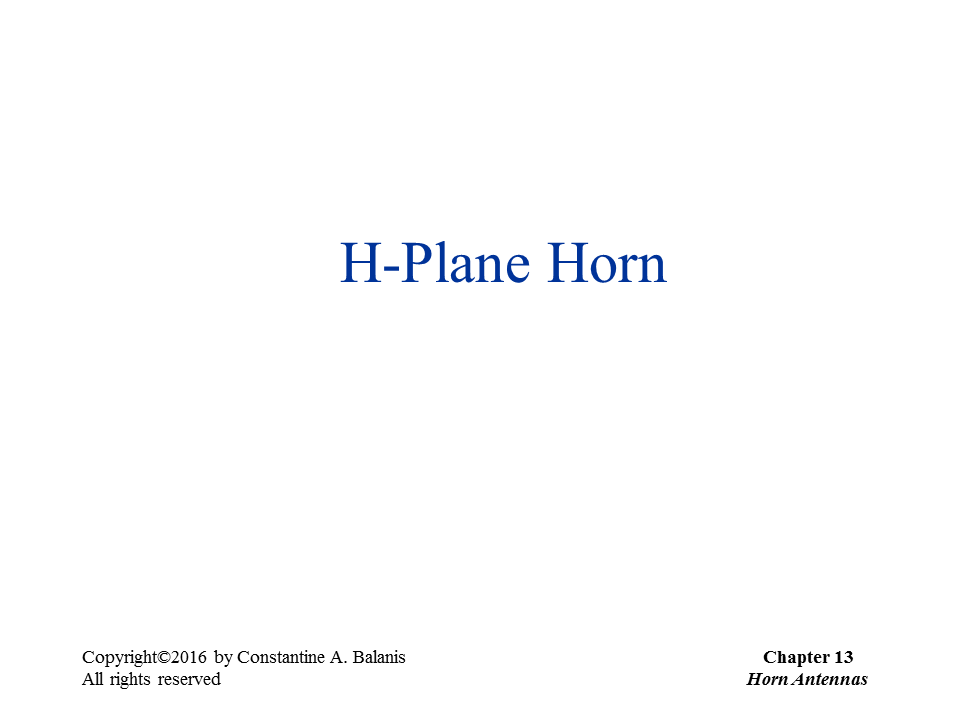 H-Plane Horn
Copyright©2016 by Constantine A. Balanis
All rights reserved
Chapter 13
Horn Antennas